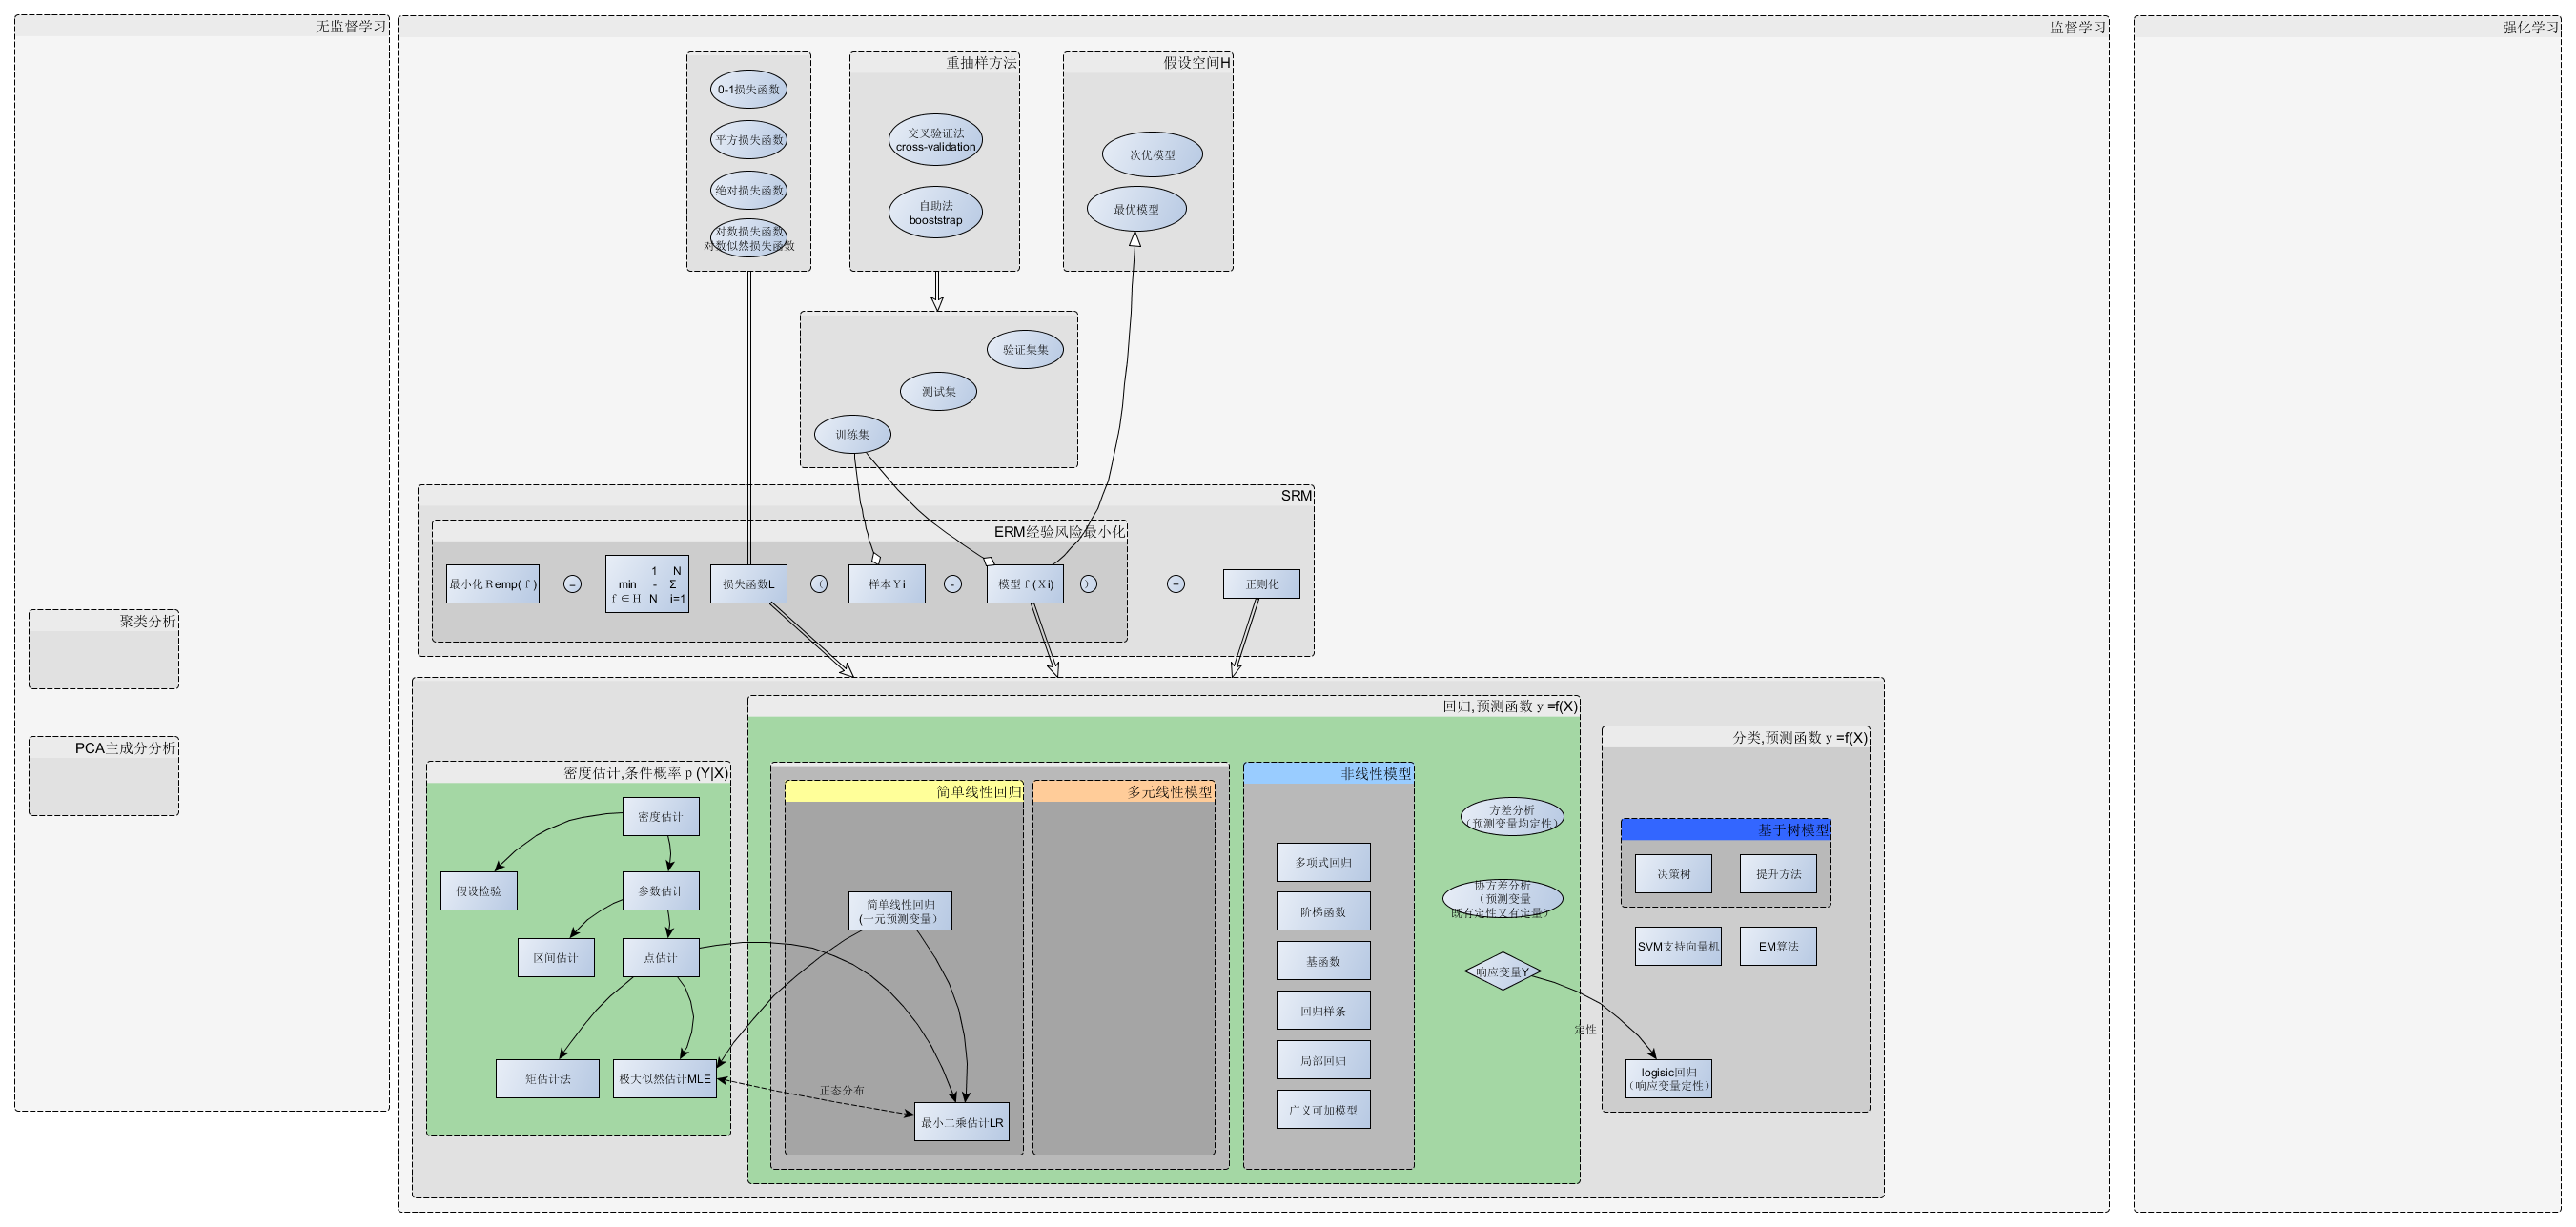 无监督学习
聚类分析
PCA主成分分析
监督学习
0-1损失函数
平方损失函数
绝对损失函数
对数损失函数
对数似然损失函数
重抽样方法
交叉验证法
cross-validation
自助法
booststrap
假设空间H
次优模型
最优模型
验证集集
测试集
训练集
SRM
ERM经验风险最小化
最小化Remp(f)
=
1 N
min - Σ
f∈H N i=1
损失函数L
（
样本Yi
-
模型f(Xi)
）
+
正则化
密度估计,条件概率p(Y|X)
密度估计
假设检验
参数估计
区间估计
点估计
矩估计法
极大似然估计MLE
正态分布
回归,预测函数y=f(X)
简单线性回归
简单线性回归
(一元预测变量)
最小二乘估计LR
多元线性模型
非线性模型
多项式回归
阶梯函数
基函数
回归样条
局部回归
广义可加模型
方差分析
（预测变量均定性）
协方差分析
（预测变量
既有定性又有定量）
响应变量Y
定性
分类,预测函数y=f(X)
基于树模型
决策树
提升方法
SVM支持向量机
EM算法
logisic回归
（响应变量定性）
强化学习